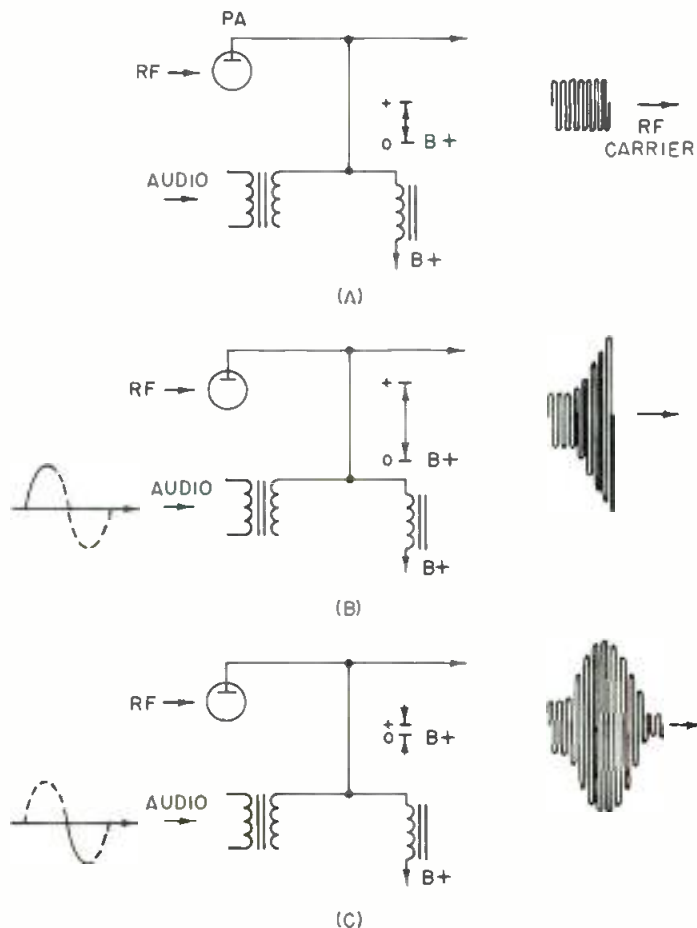 PA
RF
+
0 B+
RF
CARRIER
AUDIO
B+
(A)
RF
+
0 B+
AUDIO
B+
(B)
RF
+
0 B+
AUDIO
B+
(C)